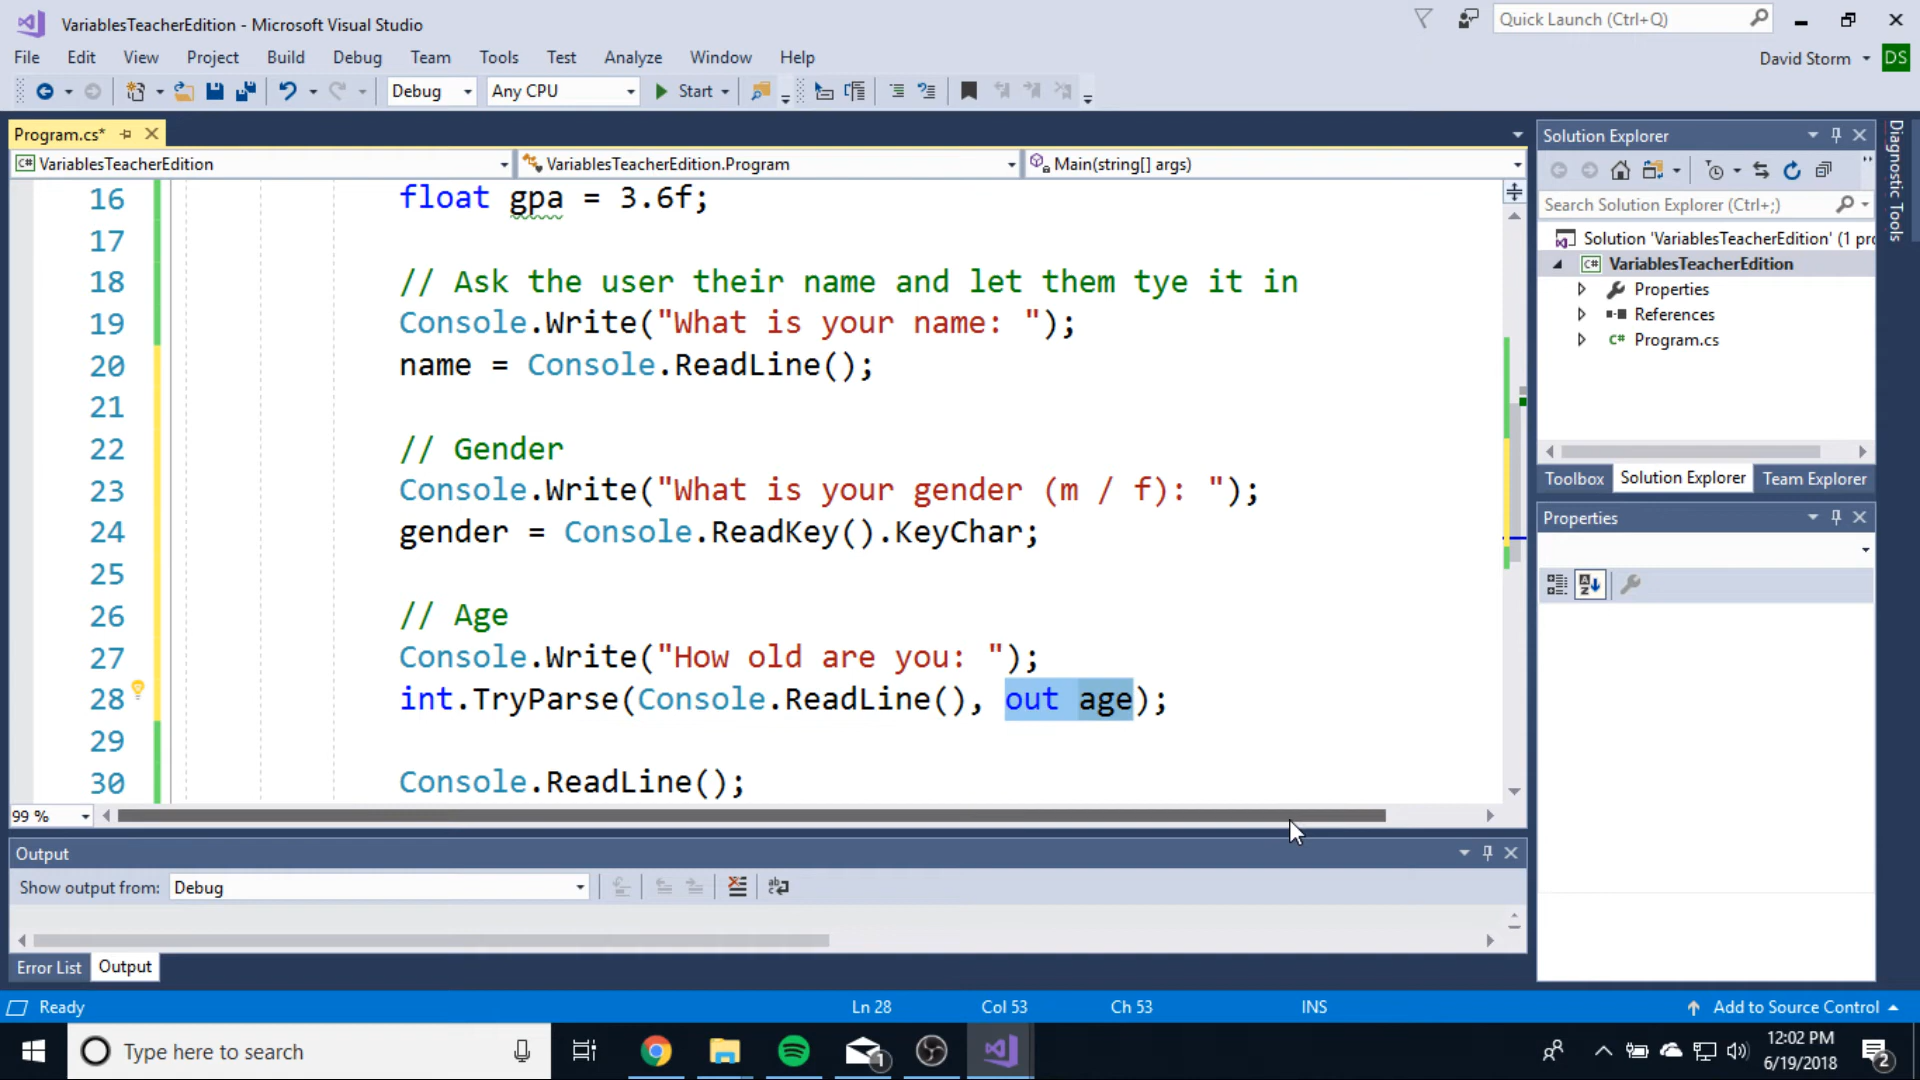 VariablesTeacherEdition - Microsoft Visual Studio
Quick Launch (Ctrl+Q)
File Edit View Project Build Debug Team Tools Test Analyze Window Help
David Storm DS
Debug Any CPU Start
Program.cs*
VariablesTeacherEdition VariablesTeacherEdition.Program Main(string[] args)
16 float gpa = 3.6f;
17
18 // Ask the user their name and let them tye it in
19 Console.Write("What is your name: ");
20 name = Console.ReadLine();
21
22 // Gender
23 Console.Write("What is your gender (m / f): ");
24 gender = Console.ReadKey().KeyChar;
25
26 // Age
27 Console.Write("How old are you: ");
28 int.TryParse(Console.ReadLine(), out age);
29
30 Console.ReadLine();
99 %
Output
Show output from: Debug
Error List Output
Solution Explorer
Search Solution Explorer (Ctrl+;)
Solution 'VariablesTeacherEdition' (1 pro
VariablesTeacherEdition
Properties
References
C# Program.cs
Toolbox Solution Explorer Team Explorer
Properties
Diagnostic Tools
Ready Ln 28 Col 53 Ch 53 INS Add to Source Control
Type here to search
1
12:02 PM
6/19/2018
2